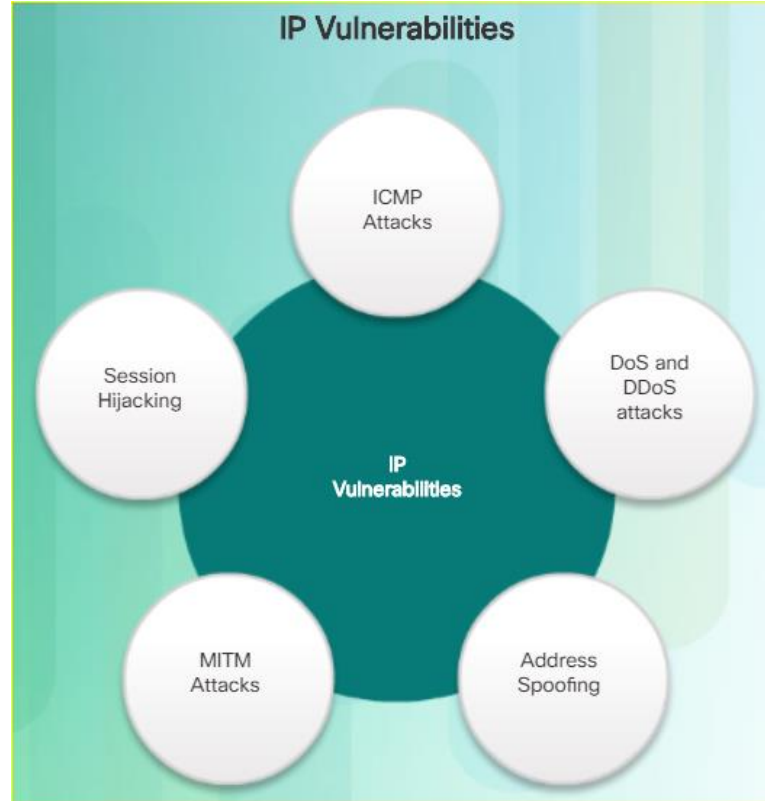 IP Vulnerabilities
ICMP
Attacks
DoS and
DDoS
attacks
Address
Spoofing
MITM
Attacks
Session
Hijacking
IP
Vulnerabilities